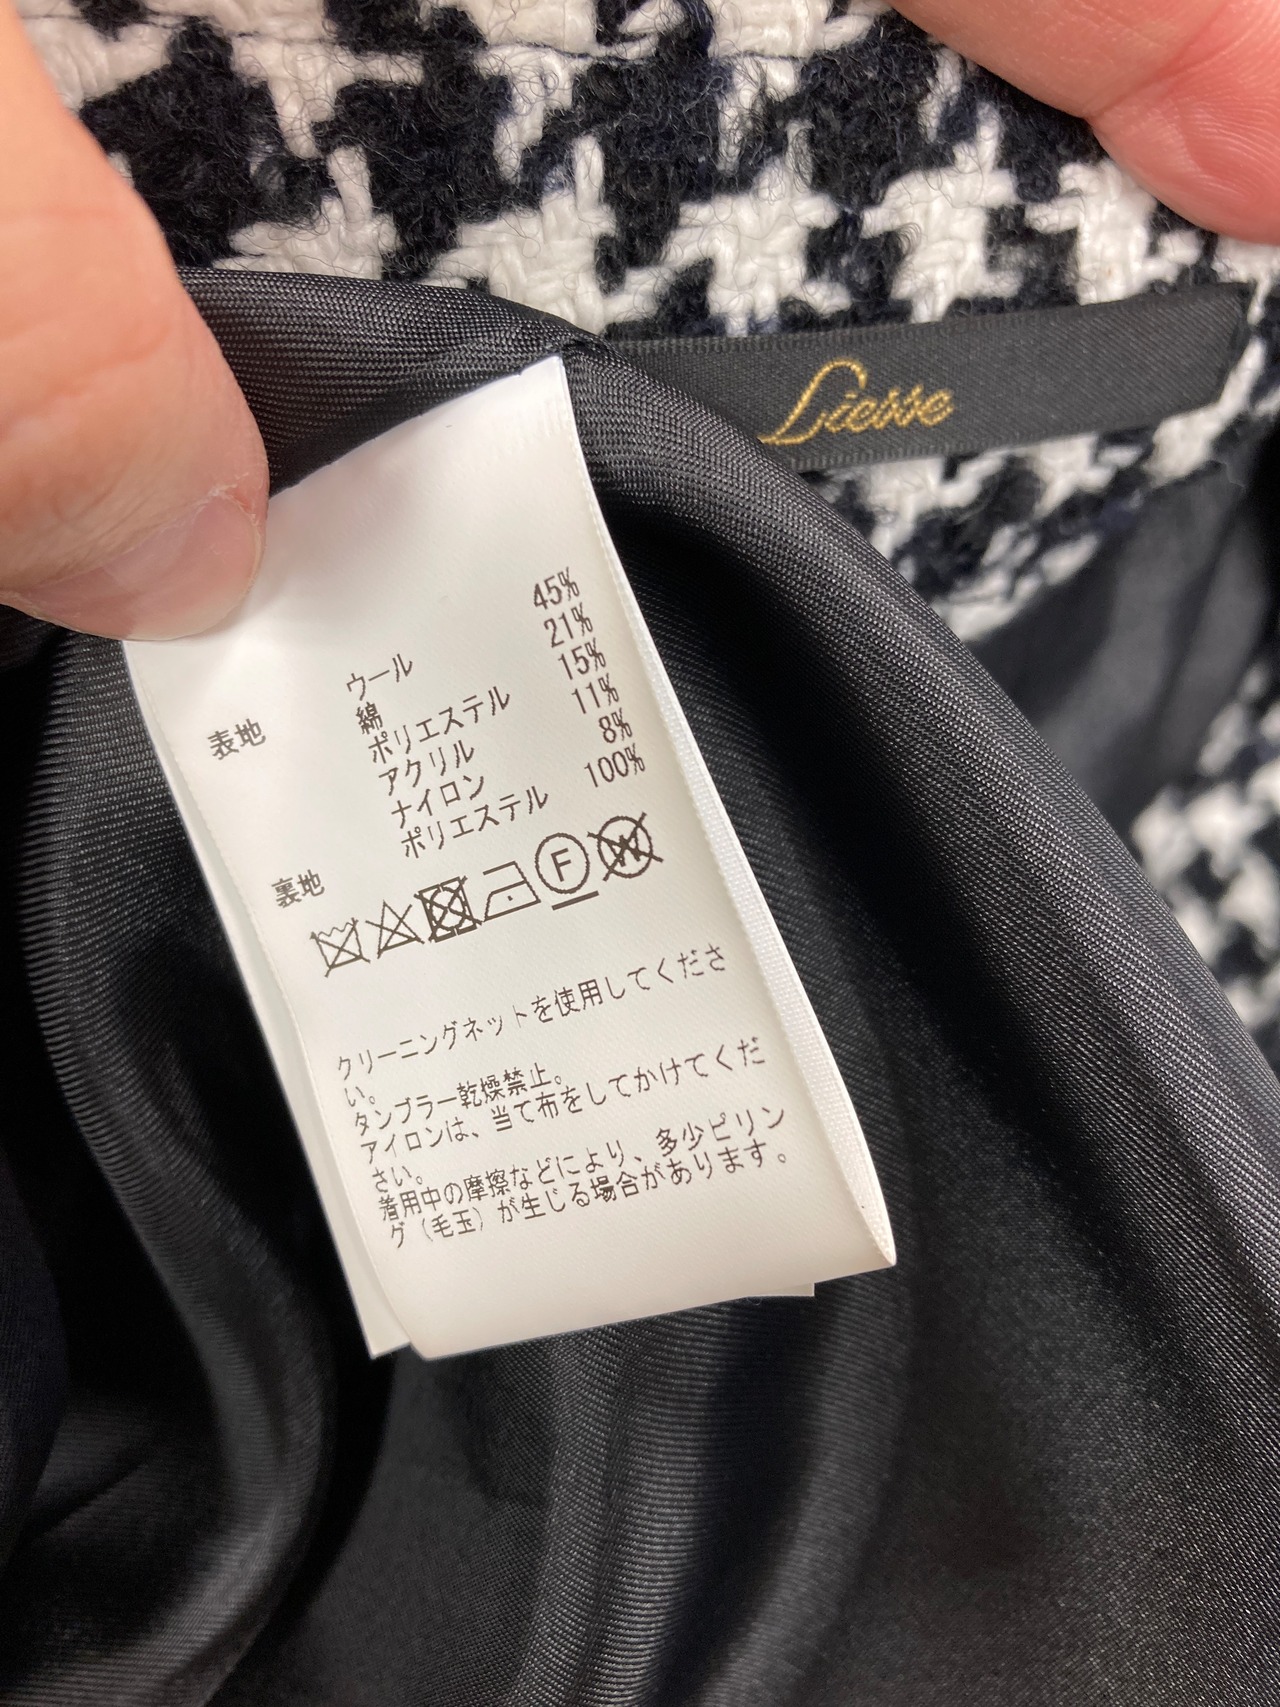 Liesse
表地 ウール 45%
綿 21%
ポリエステル 15%
アクリル 11%
ナイロン 8%
裏地 ポリエステル 100%
F W
クリーニングネットを使用してくださ
い。
タンブラー乾燥禁止。
アイロンは、当て布をしてかけてくだ
さい。
着用中の摩擦などにより、多少ピリン
グ(毛玉)が生じる場合があります。